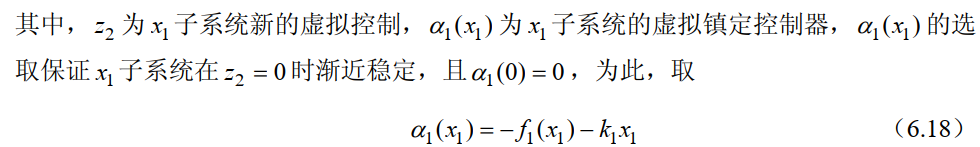 其中，z₂ 为 x₁ 子系统新的虚拟控制，α₁(x₁) 为 x₁ 子系统的虚拟镇定控制器，α₁(x₁) 的选
取保证 x₁ 子系统在 z₂ = 0 时渐近稳定，且 α₁(0) = 0，为此，取
α₁(x₁) = −f₁(x₁) − k₁x₁ （6.18）